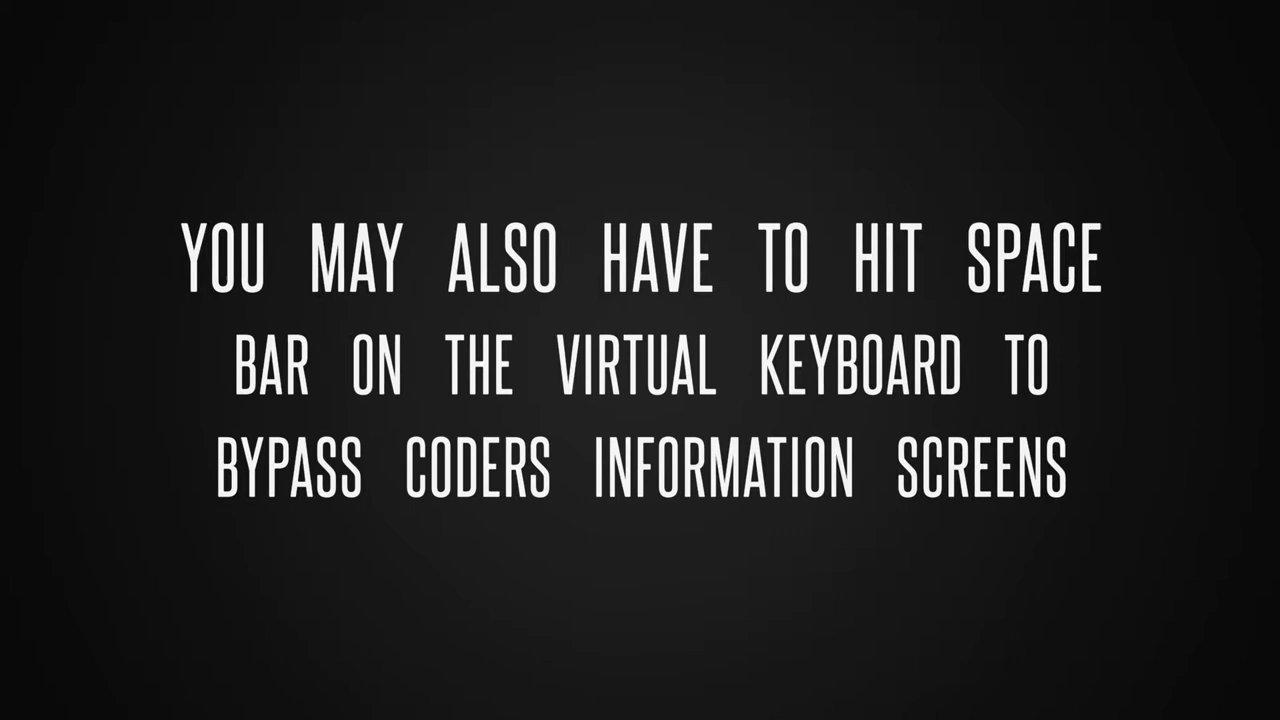 YOU MAY ALSO HAVE TO HIT SPACE
BAR ON THE VIRTUAL KEYBOARD TO
BYPASS CODERS INFORMATION SCREENS